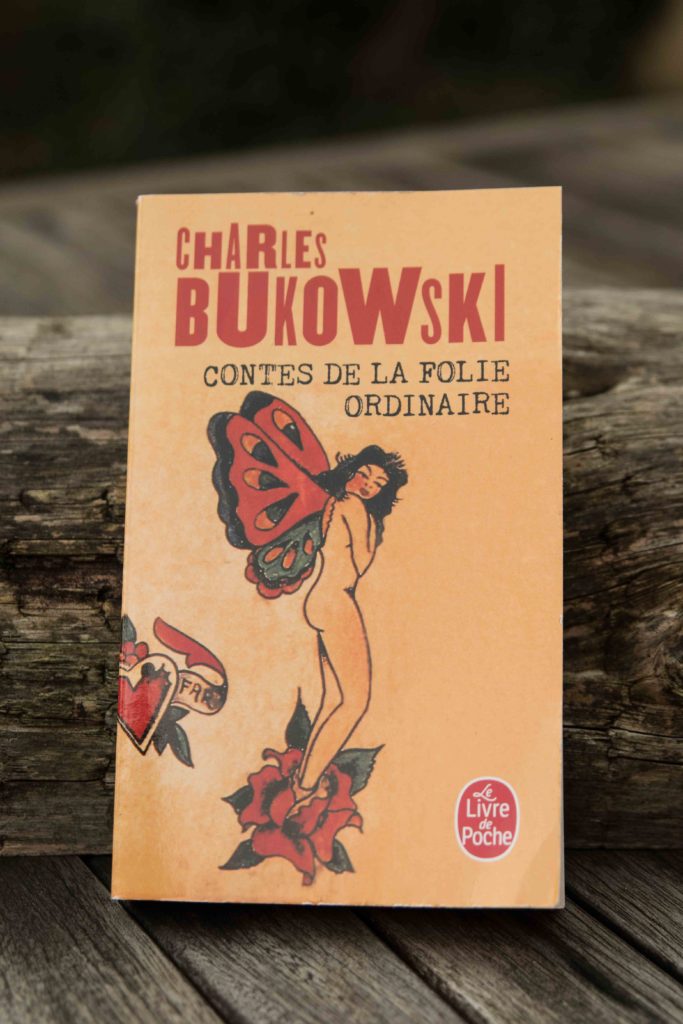 CHARLES
BUKOWSKI
CONTES DE LA FOLIE
ORDINAIRE
Le
Livre
de
Poche